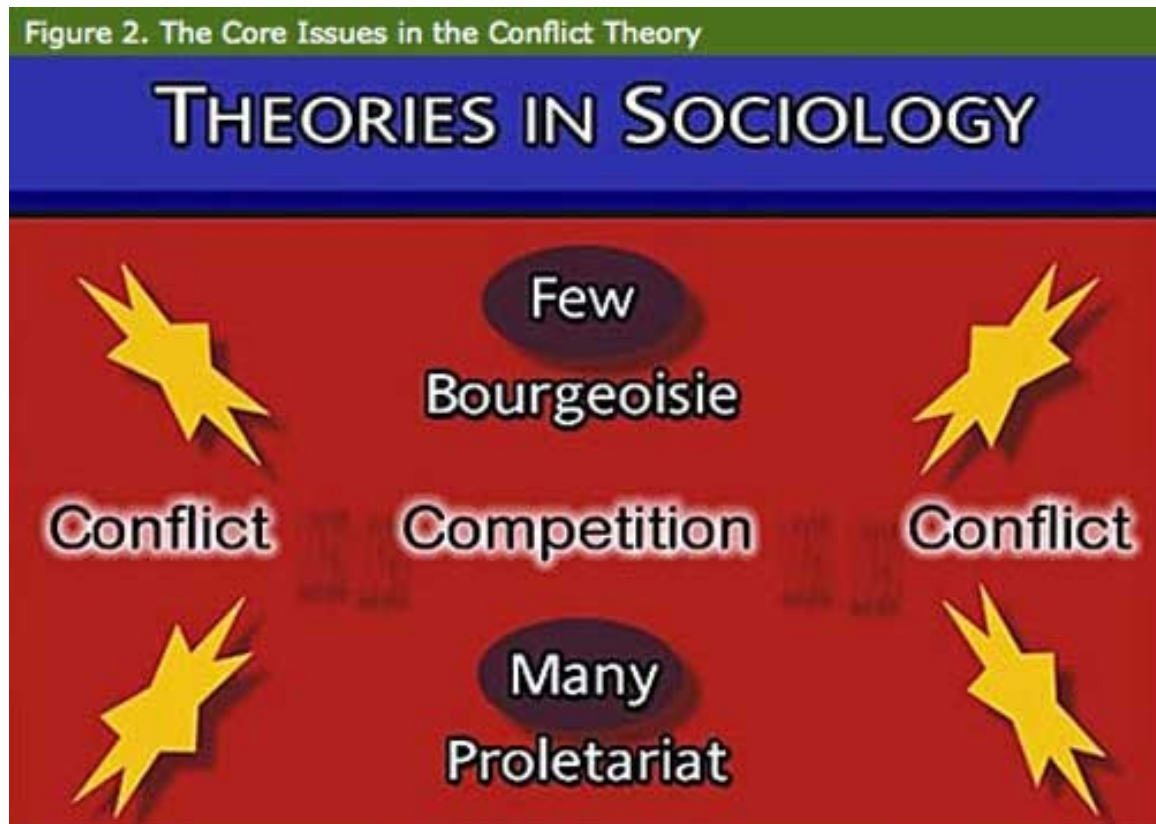 Figure 2. The Core Issues in the Conflict Theory
THEORIES IN SOCIOLOGY
Few
Bourgeoisie
Conflict Competition Conflict
Many
Proletariat